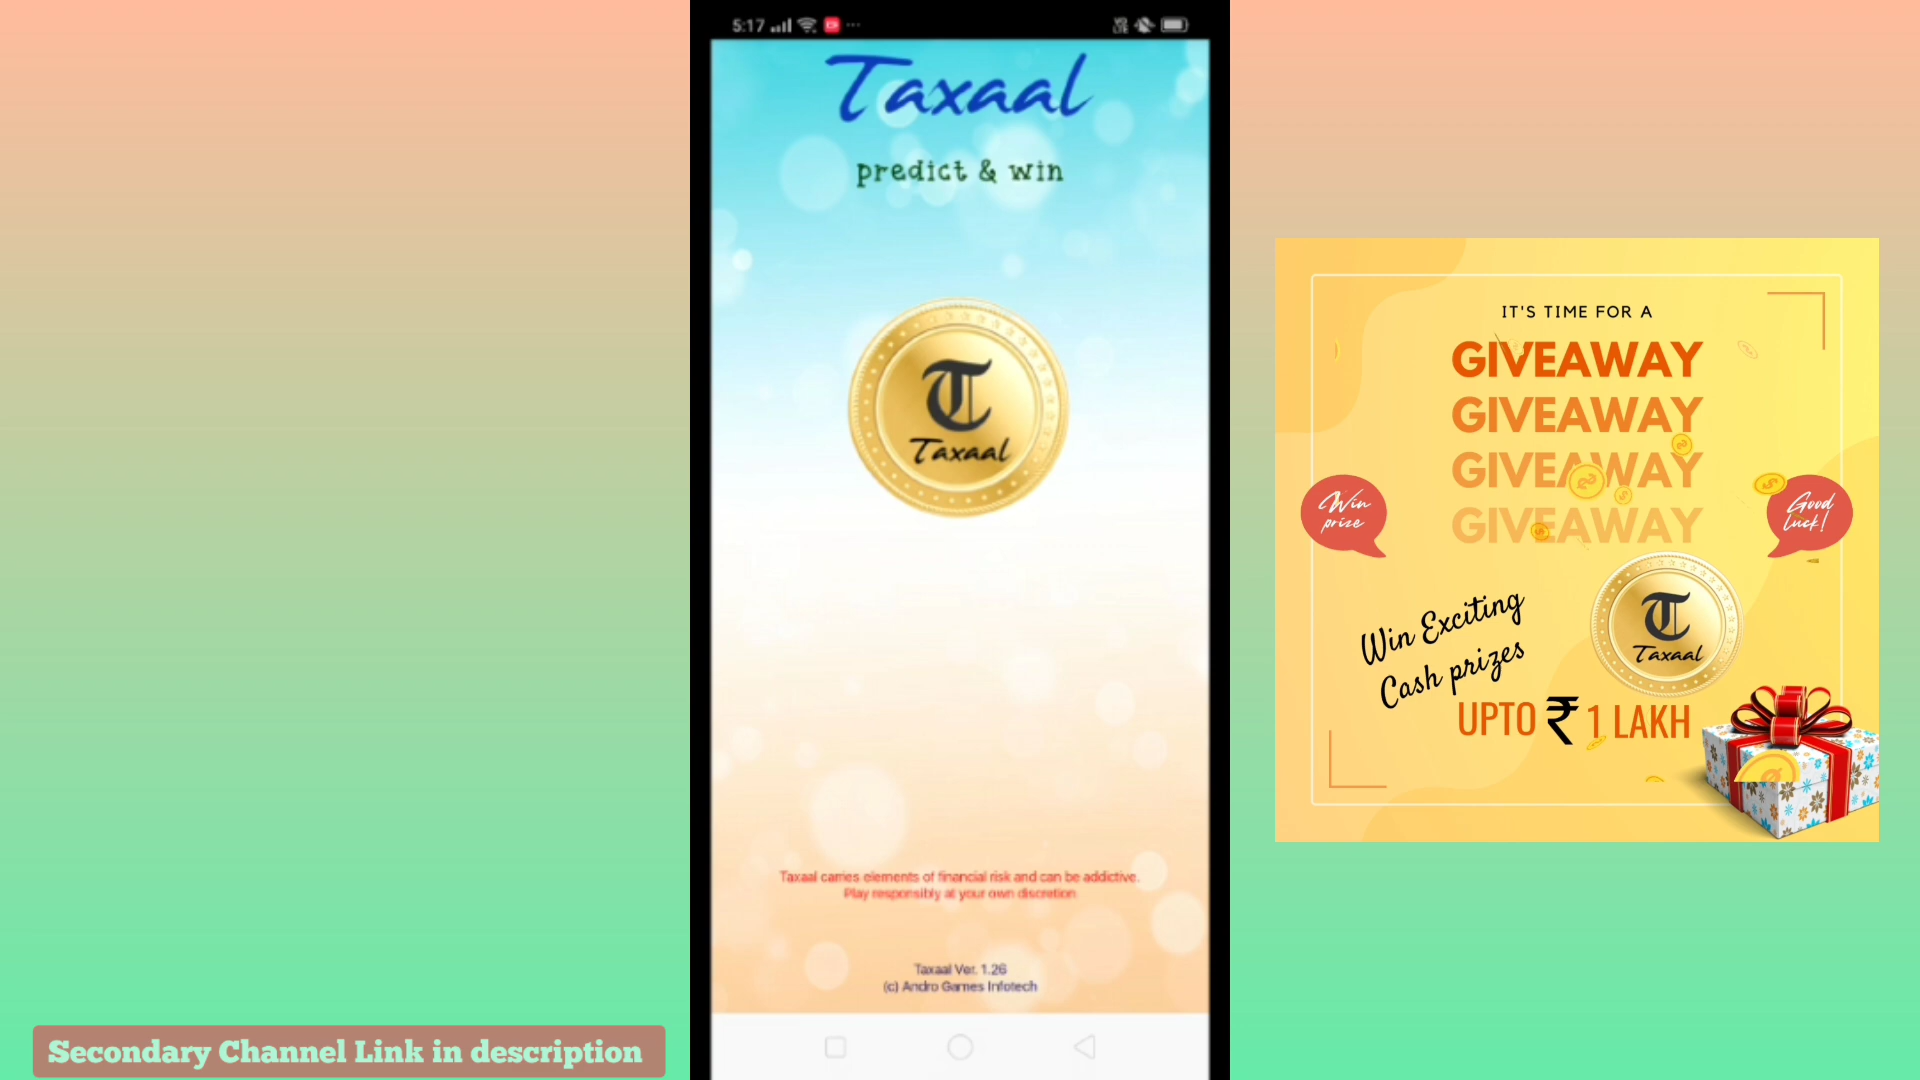 5:17
Taxaal
predict & win
T
Taxaal
Taxaal carries elements of financial risk and can be addictive.
Play responsibly at your own discretion
Taxaal Ver. 1.26
(c) Andro Games Infotech
IT'S TIME FOR A
GIVEAWAY
GIVEAWAY
GIVEAWAY
GIVEAWAY
Win
prize
Good
luck!
Win Exciting
Cash prizes
T
Taxaal
UPTO ₹ 1 LAKH
Secondary Channel Link in description